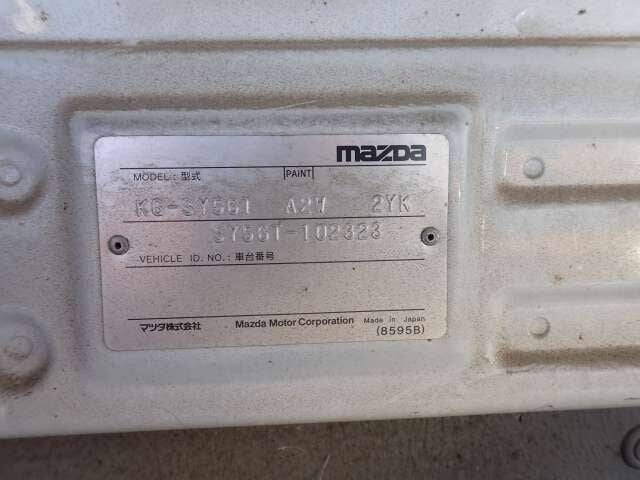 mazda
MODEL : 型式 PAINT
KG-SY56T A2W 2YK
SY56T-102323
VEHICLE ID. NO. : 車台番号
マツダ株式会社 Mazda Motor Corporation Made in Japan
(8595B)